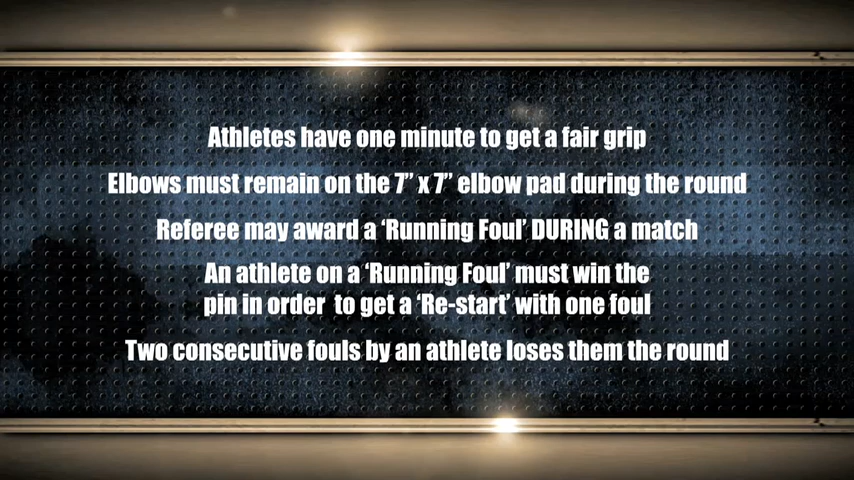 Athletes have one minute to get a fair grip
Elbows must remain on the 7” x 7” elbow pad during the round
Referee may award a ‘Running Foul’ DURING a match
An athlete on a ‘Running Foul’ must win the
pin in order to get a ‘Re-start’ with one foul
Two consecutive fouls by an athlete loses them the round